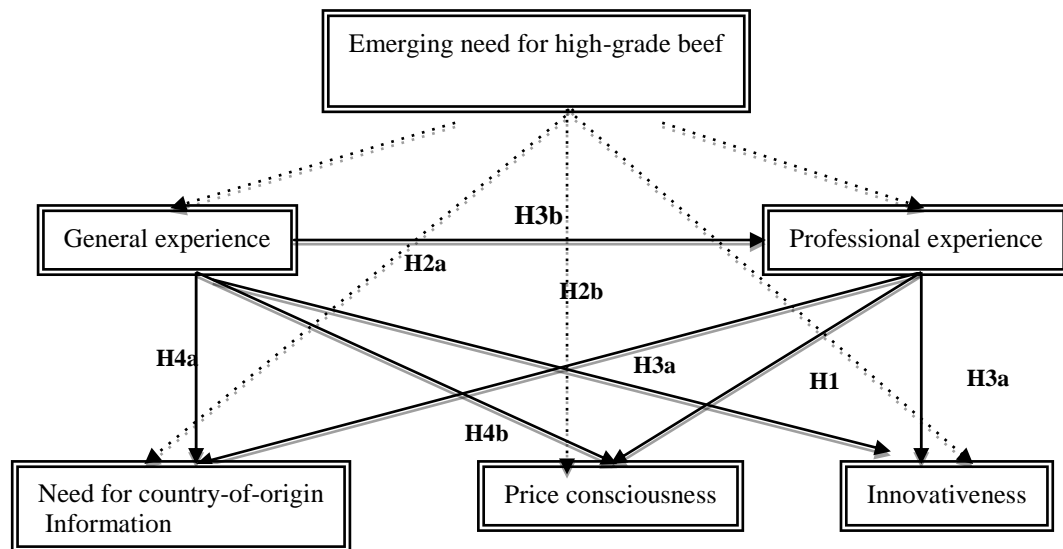 Emerging need for high-grade beef
H3b
General experience
Professional experience
H2a
H2b
H4a
H3a
H1
H3a
H4b
Need for country-of-origin
Information
Price consciousness
Innovativeness